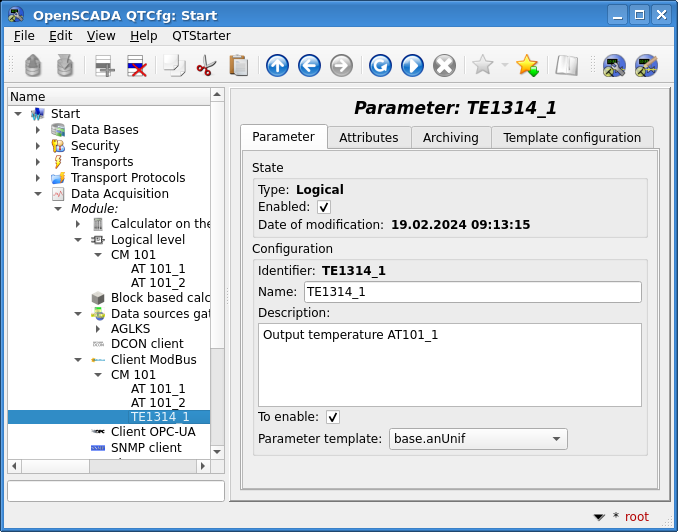 OpenSCADA QTCfg: Start
File Edit View Help QTStarter
Name
Start
Data Bases
Security
Transports
Transport Protocols
Data Acquisition
Module:
Calculator on the
Logical level
CM 101
AT 101_1
AT 101_2
Block based calc
Data sources gat
AGLKS
DCON client
Client ModBus
CM 101
AT 101_1
AT 101_2
TE1314_1
Client OPC-UA
SNMP client
Parameter: TE1314_1
Parameter Attributes Archiving Template configuration
State
Type: Logical
Enabled:
Date of modification: 19.02.2024 09:13:15
Configuration
Identifier: TE1314_1
Name: TE1314_1
Description:
Output temperature AT101_1
To enable:
Parameter template: base.anUnif
* root